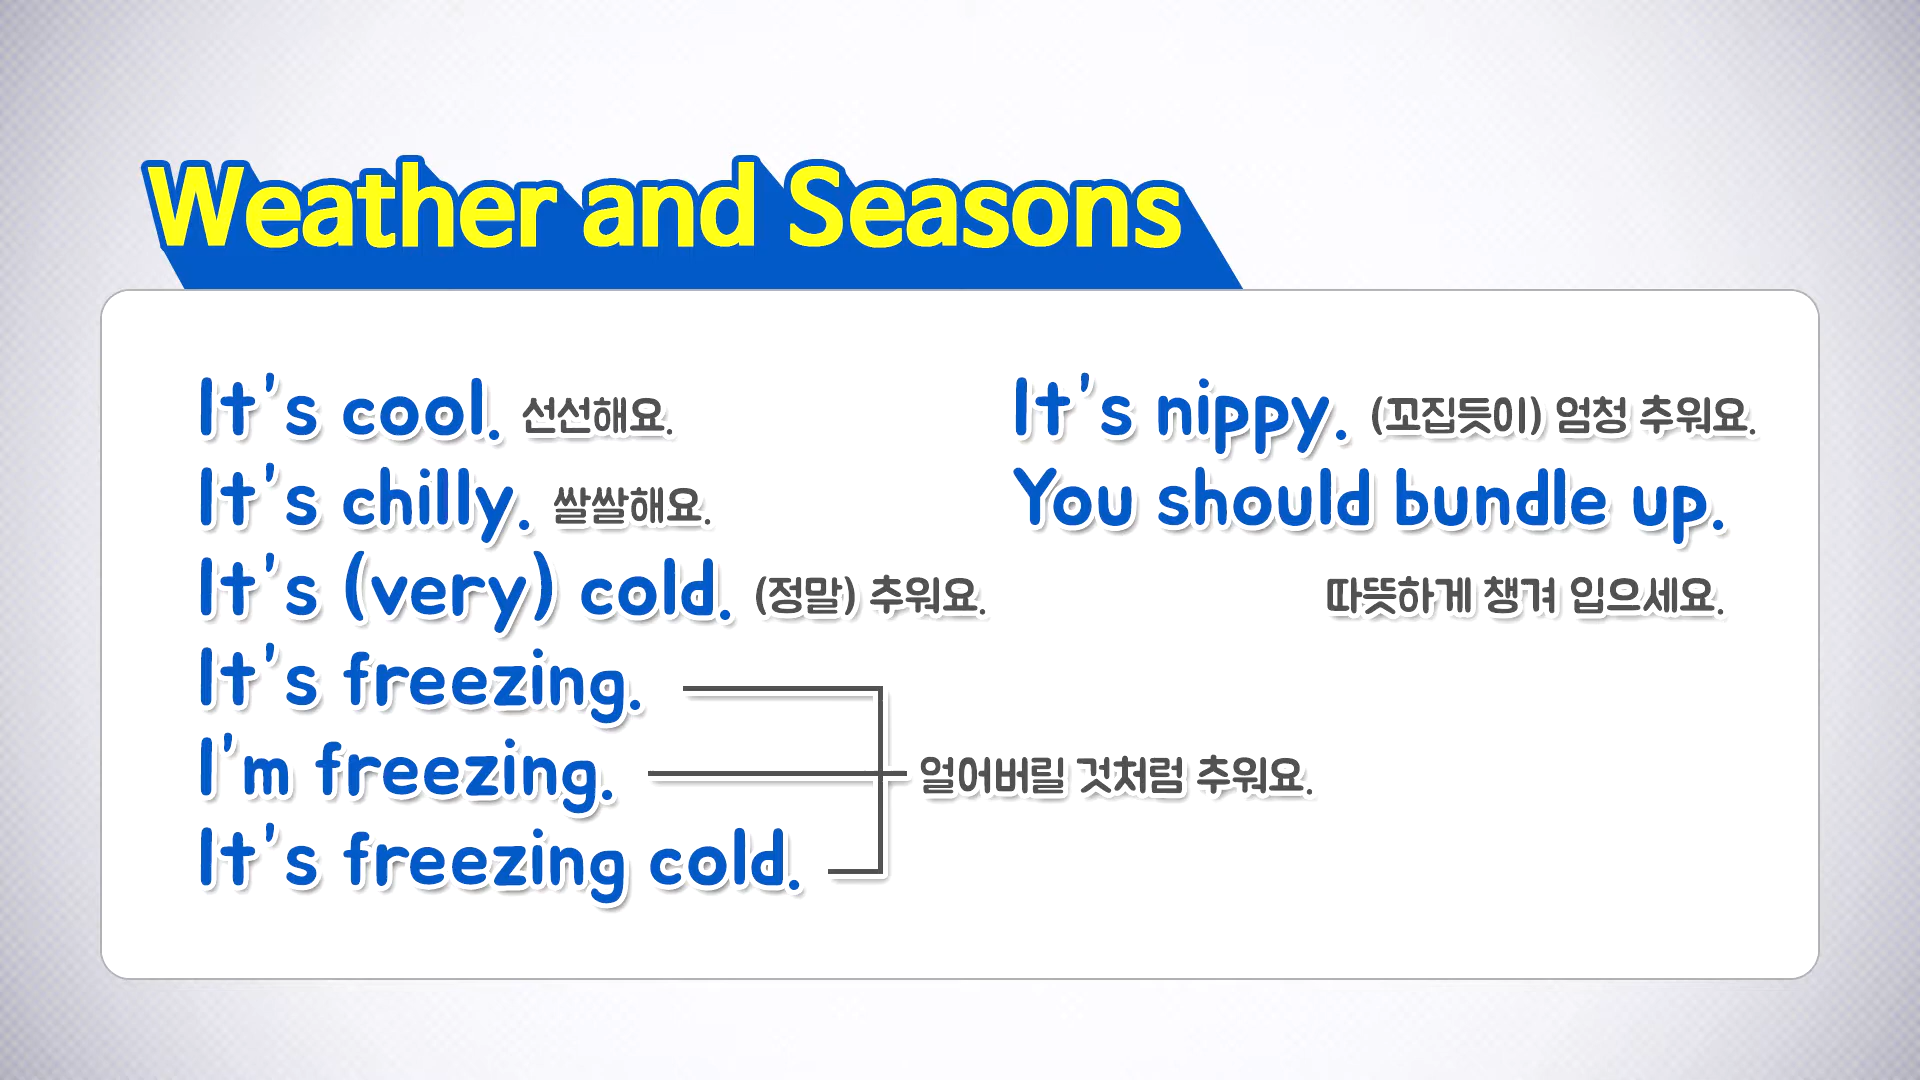 Weather and Seasons
It's cool. 선선해요.
It's chilly. 쌀쌀해요.
It's (very) cold. (정말) 추워요.
It's freezing.
I'm freezing.
It's freezing cold.
얼어버릴 것처럼 추워요.
It's nippy. (꼬집듯이) 엄청 추워요.
You should bundle up.
따뜻하게 챙겨 입으세요.